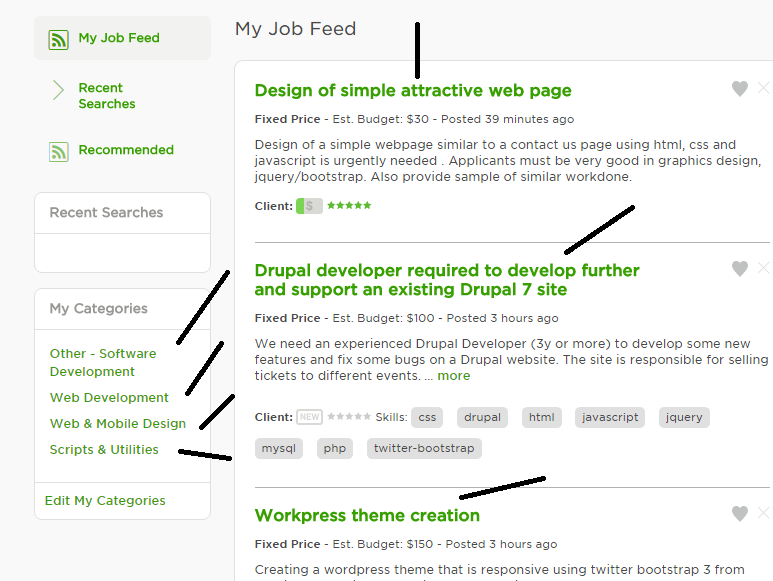 My Job Feed
Recent
Searches
Recommended
Recent Searches
My Categories
Other - Software
Development
Web Development
Web & Mobile Design
Scripts & Utilities
Edit My Categories
My Job Feed
Design of simple attractive web page
Fixed Price - Est. Budget: $30 - Posted 39 minutes ago
Design of a simple webpage similar to a contact us page using html, css and
javascript is urgently needed . Applicants must be very good in graphics design,
jquery/bootstrap. Also provide sample of similar workdone.
Client: $
Drupal developer required to develop further
and support an existing Drupal 7 site
Fixed Price - Est. Budget: $100 - Posted 3 hours ago
We need an experienced Drupal Developer (3y or more) to develop some new
features and fix some bugs on a Drupal website. The site is responsible for selling
tickets to different events. ... more
Client: NEW Skills: css drupal html javascript jquery
mysql php twitter-bootstrap
Workpress theme creation
Fixed Price - Est. Budget: $150 - Posted 3 hours ago
Creating a wordpress theme that is responsive using twitter bootstrap 3 from